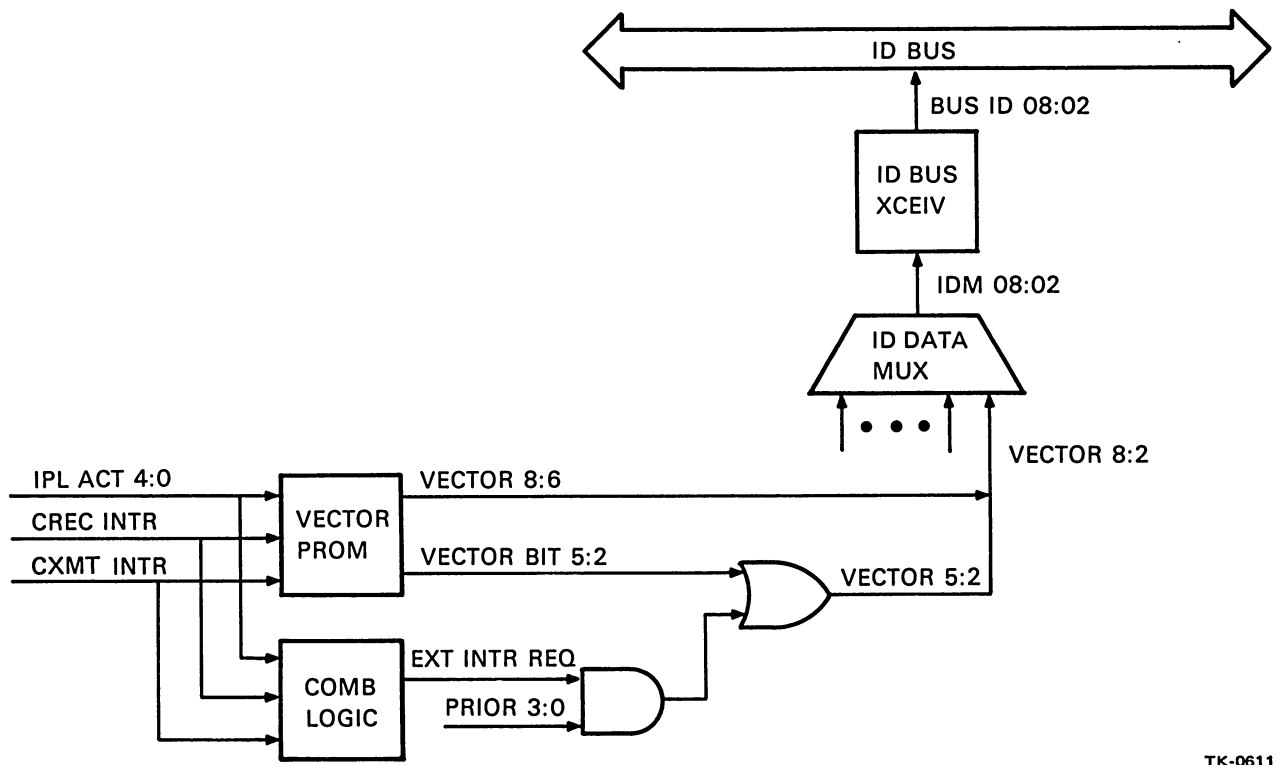 ID BUS
BUS ID 08:02
ID BUS
XCEIV
IDM 08:02
ID DATA
MUX
VECTOR 8:2
IPL ACT 4:0
CREC INTR
CXMT INTR
VECTOR
PROM
VECTOR 8:6
VECTOR BIT 5:2
VECTOR 5:2
COMB
LOGIC
EXT INTR REQ
PRIOR 3:0
TK-0611